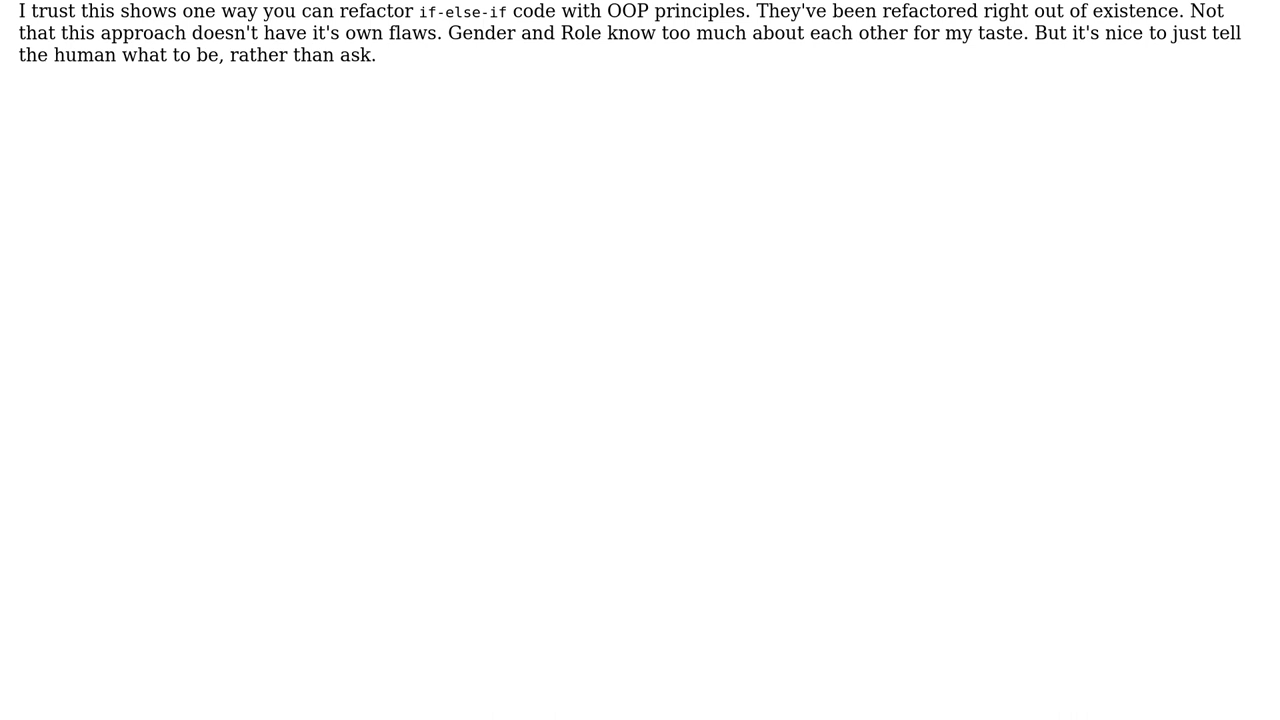 I trust this shows one way you can refactor if-else-if code with OOP principles. They've been refactored right out of existence. Not
that this approach doesn't have it's own flaws. Gender and Role know too much about each other for my taste. But it's nice to just tell
the human what to be, rather than ask.